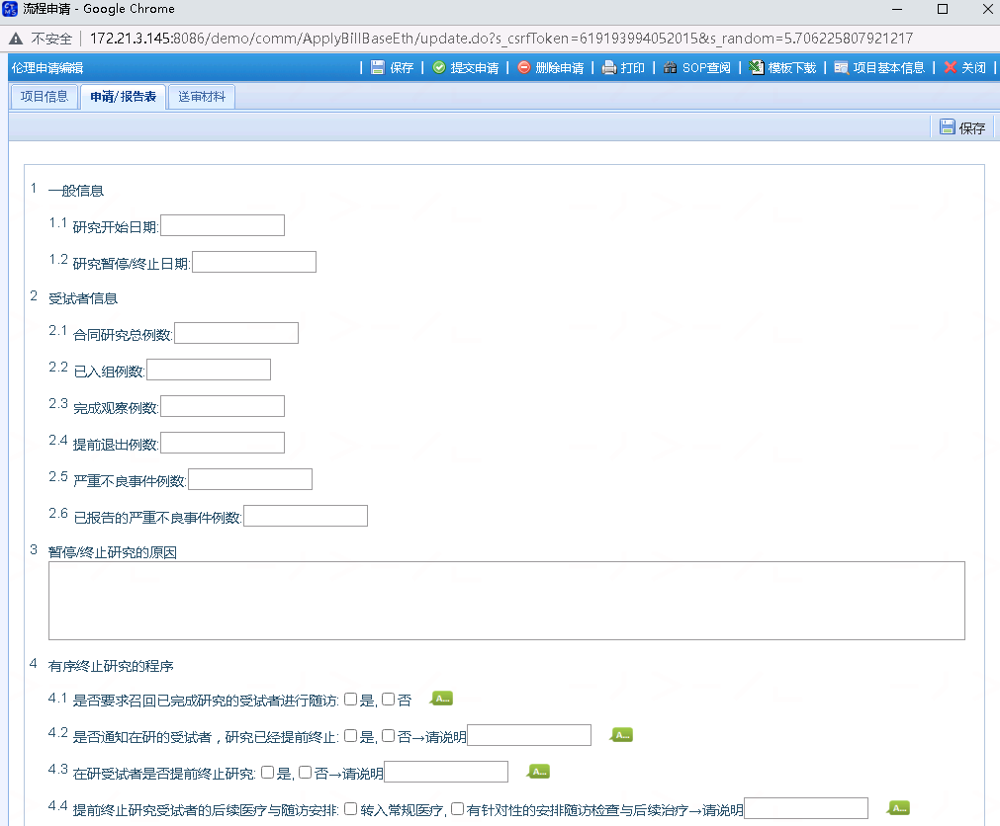 流程申请 - Google Chrome
不安全 | 172.21.3.145:8086/demo/comm/ApplyBillBaseEth/update.do?s_csrfToken=619193994052015&s_random=5.706225807921217
伦理申请编辑 | 保存 | 提交申请 | 删除申请 | 打印 | SOP查阅 | 模板下载 | 项目基本信息 | 关闭 |
项目信息 申请/报告表 送审材料
保存
1 一般信息
1.1 研究开始日期:
1.2 研究暂停/终止日期:
2 受试者信息
2.1 合同研究总例数:
2.2 已入组例数:
2.3 完成观察例数:
2.4 提前退出例数:
2.5 严重不良事件例数:
2.6 已报告的严重不良事件例数:
3 暂停/终止研究的原因
4 有序终止研究的程序
4.1 是否要求召回已完成研究的受试者进行随访: 是, 否 A...
4.2 是否通知在研的受试者，研究已经提前终止: 是, 否→请说明 A...
4.3 在研受试者是否提前终止研究: 是, 否→请说明 A...
4.4 提前终止研究受试者的后续医疗与随访安排: 转入常规医疗, 有针对性的安排随访检查与后续治疗→请说明 A...